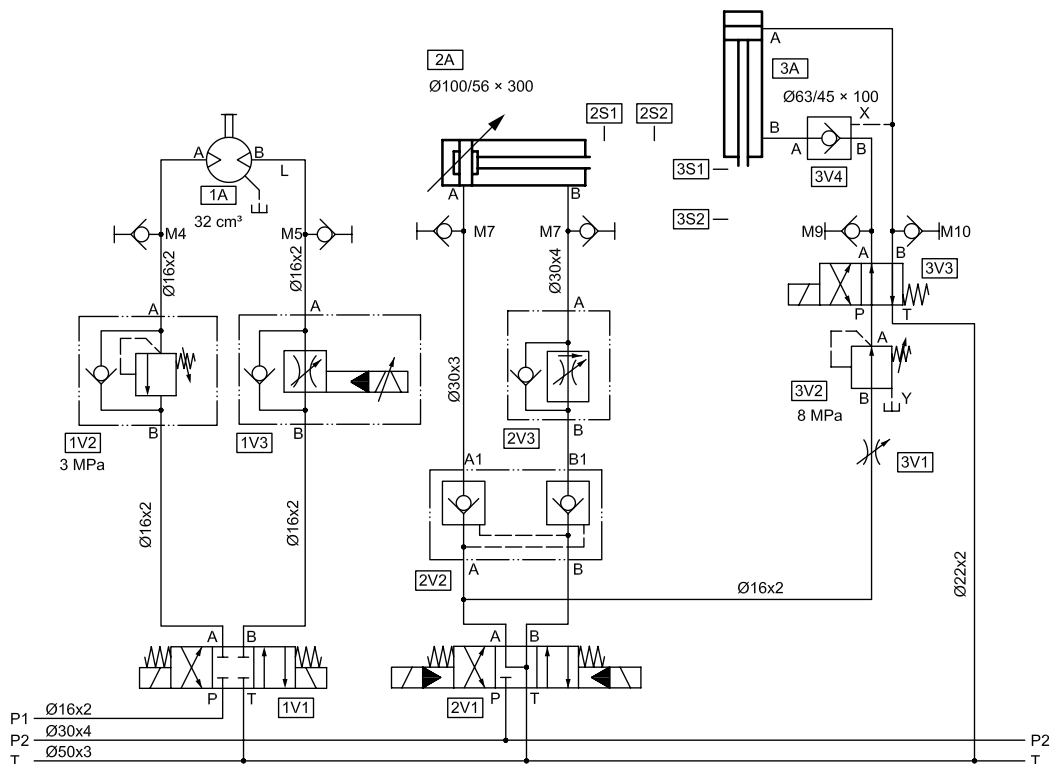 2A
Ø100/56 × 300
2S1
2S2
A
3A
Ø63/45 × 100
X
B
A
B
3V4
3S1
3S2
A
B
L
1A
32 cm³
A
B
M4
M5
M7
M7
M9
M10
Ø16x2
Ø16x2
Ø30x4
A
B
3V3
P
T
A
A
A
A
3V2
8 MPa
B
Y
Ø30x3
B
B
B
1V2
3 MPa
1V3
2V3
3V1
A1
B1
Ø16x2
Ø16x2
A
B
2V2
Ø16x2
Ø22x2
A
B
A
B
P
T
1V1
P
T
2V1
P1
Ø16x2
P2
Ø30x4
P2
T
Ø50x3
T